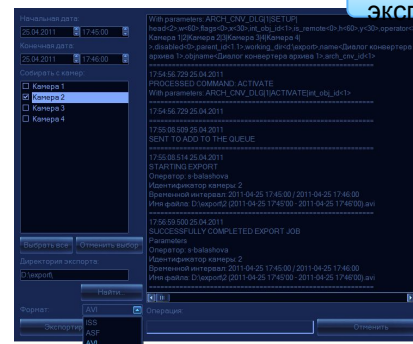 эксп
Начальная дата:
25.04.2011 17:45:00
Конечная дата:
25.04.2011 17:46:00
Собирать с камер:
Камера 1
Камера 2
Камера 3
Камера 4
Выбрать все Отменить выбор
Директория экспорта:
D:\export\
Найти...
Формат: AVI
ISS
ASF
AVI
Экспортир
With parameters: ARCH_CNV_DLG|1|SETUP|
head<2>,w<60>,flags<0>,x<30>,int_obj_id<1>,is_remote<0>,h<60>,y<30>,operator<
Камера 1|2|Камера 2|3|Камера 3|4|Камера 4|
>,disabled<0>,parent_id<1.1>,working_dir<d:\export>,name<Диалог конвертера
архива 1>,objname<Диалог конвертера архива 1>,arch_cnv_id<1>
17:54:56.729 25.04.2011
PROCESSED COMMAND: ACTIVATE
With parameters: ARCH_CNV_DLG|1|ACTIVATE|int_obj_id<1>
17:54:56.729 25.04.2011
17:55:00.509 25.04.2011
SENT TO ADD TO THE QUEUE
17:55:00.514 25.04.2011
STARTING EXPORT
Оператор: s-balashova
Идентификатор камеры: 2
Временной интервал: 2011-04-25 17:45:00 / 2011-04-25 17:46:00
Имя файла: D:\export\2 (2011-04-25 17'45'00 - 2011-04-25 17'46'00).avi
17:56:59.500 25.04.2011
SUCCESSFULLY COMPLETED EXPORT JOB
Parameters
Оператор: s-balashova
Идентификатор камеры: 2
Временной интервал: 2011-04-25 17:45:00 / 2011-04-25 17:46:00
Имя файла: D:\export\2 (2011-04-25 17'45'00 - 2011-04-25 17'46'00).avi
Операция
Отменить